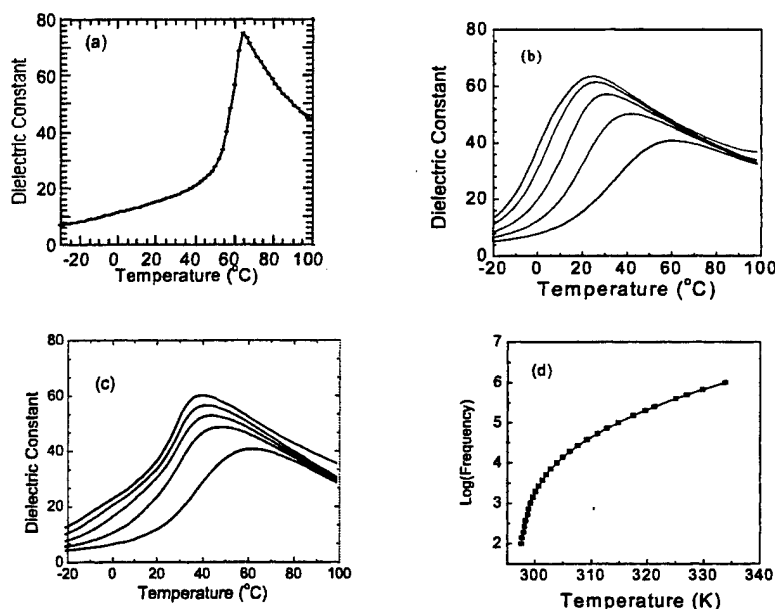 (a)
Dielectric Constant
80
60
40
20
0
-20 0 20 40 60 80 100
Temperature (°C)
(b)
Dielectric Constant
80
60
40
20
0
-20 0 20 40 60 80 100
Temperature (°C)
(c)
Dielectric Constant
80
60
40
20
0
-20 0 20 40 60 80 100
Temperature (°C)
(d)
Log(Frequency)
7
6
5
4
3
2
300 310 320 330 340
Temperature (K)